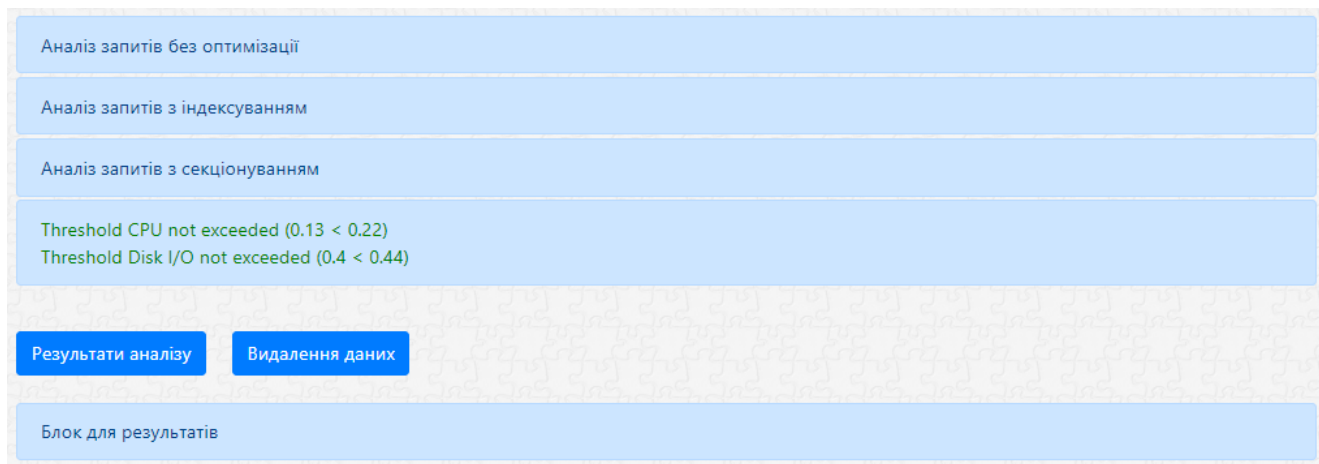 Аналіз запитів без оптимізації
Аналіз запитів з індексуванням
Аналіз запитів з секціонуванням
Threshold CPU not exceeded (0.13 < 0.22)
Threshold Disk I/O not exceeded (0.4 < 0.44)
Результати аналізу Видалення даних
Блок для результатів